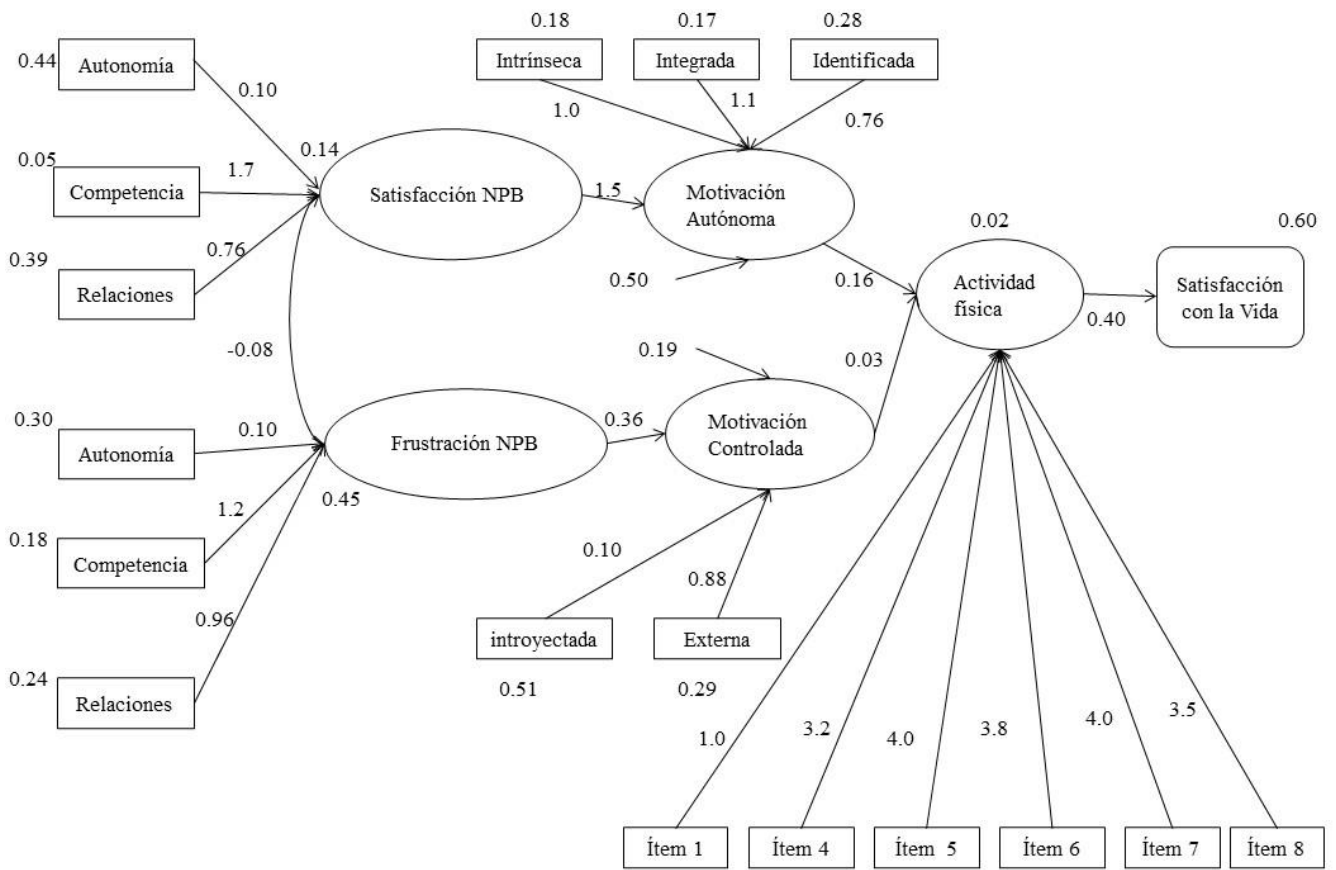 0.18
0.17
0.28
0.44
Autonomía
Intrínseca
Integrada
Identificada
0.10
1.0
1.1
0.76
0.14
0.05
Competencia
1.7
Satisfacción NPB
1.5
Motivación
Autónoma
0.02
0.60
0.39
Relaciones
0.76
0.50
0.16
Actividad
física
0.40
Satisfacción
con la Vida
-0.08
0.19
0.03
0.30
Autonomía
0.10
Frustración NPB
0.36
Motivación
Controlada
0.45
0.18
Competencia
1.2
0.10
0.88
0.96
introyectada
Externa
0.24
Relaciones
0.51
0.29
1.0
3.2
4.0
3.8
4.0
3.5
Ítem 1
Ítem 4
Ítem 5
Ítem 6
Ítem 7
Ítem 8